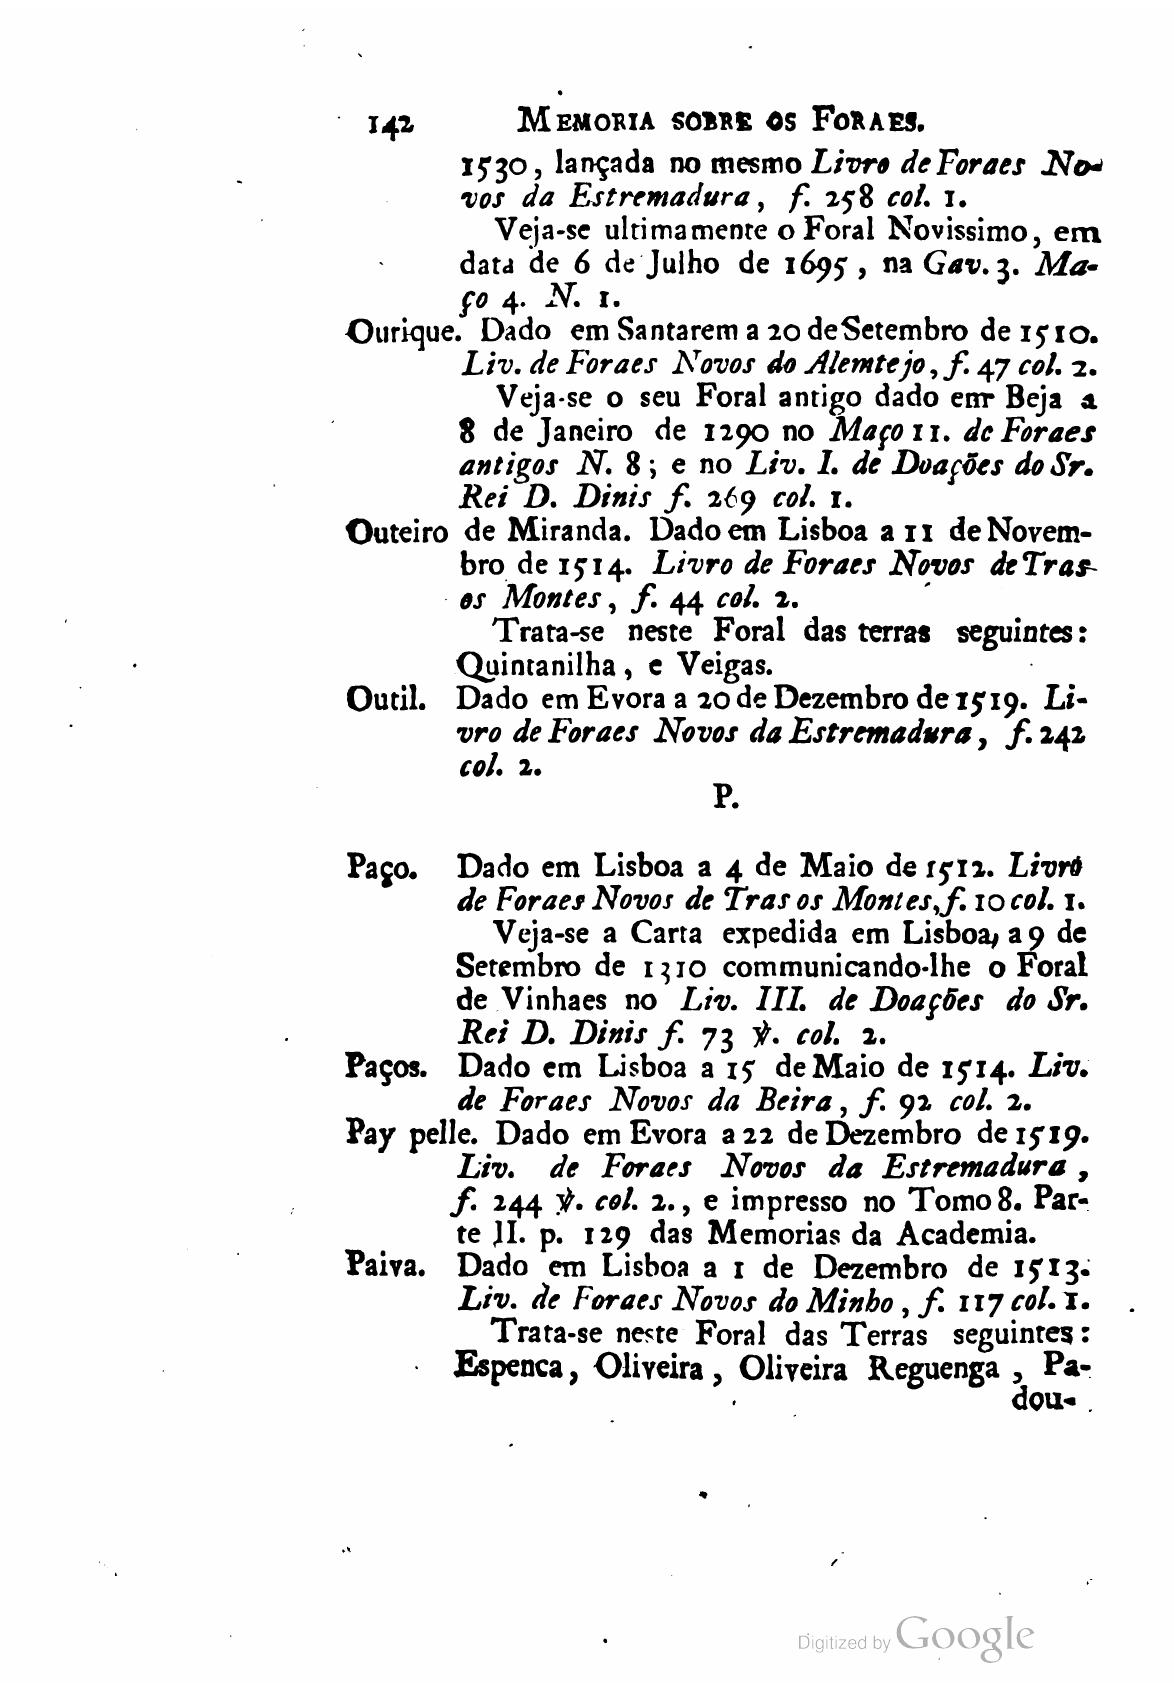 142 MEMORIA SOBRE OS FORAES.
1530, lançada no mesmo Livro de Foraes No-
vos da Estremadura, f. 258 col. 1.
Veja-se ultimamente o Foral Novissimo, em
data de 6 de Julho de 1695, na Gav. 3. Ma-
ço 4. N. 1.
Ourique. Dado em Santarem a 20 de Setembro de 1510.
Liv. de Foraes Novos do Alemtejo, f. 47 col. 2.
Veja-se o seu Foral antigo dado em Beja a
8 de Janeiro de 1290 no Maço 11. de Foraes
antigos N. 8; e no Liv. I. de Doações do Sr.
Rei D. Dinis f. 269 col. 1.
Outeiro de Miranda. Dado em Lisboa a 11 de Novem-
bro de 1514. Livro de Foraes Novos de Tras-
os Montes, f. 44 col. 2.
Trata-se neste Foral das terras seguintes:
Quintanilha, e Veigas.
Outil. Dado em Evora a 20 de Dezembro de 1519. Li-
vro de Foraes Novos da Estremadura, f. 242
col. 2.
P.
Paço. Dado em Lisboa a 4 de Maio de 1512. Livro
de Foraes Novos de Tras os Montes, f. 10 col. 1.
Veja-se a Carta expedida em Lisboa, a 9 de
Setembro de 1310 communicando-lhe o Foral
de Vinhaes no Liv. III. de Doações do Sr.
Rei D. Dinis f. 73 ℣. col. 2.
Paços. Dado em Lisboa a 15 de Maio de 1514. Liv.
de Foraes Novos da Beira, f. 92 col. 2.
Pay pelle. Dado em Evora a 22 de Dezembro de 1519.
Liv. de Foraes Novos da Estremadura,
f. 244 ℣. col. 2., e impresso no Tomo 8. Par-
te II. p. 129 das Memorias da Academia.
Paiva. Dado em Lisboa a 1 de Dezembro de 1513.
Liv. de Foraes Novos do Minho, f. 117 col. 1.
Trata-se neste Foral das Terras seguintes:
Espenca, Oliveira, Oliveira Reguenga, Pa-
dou-
Digitized by Google